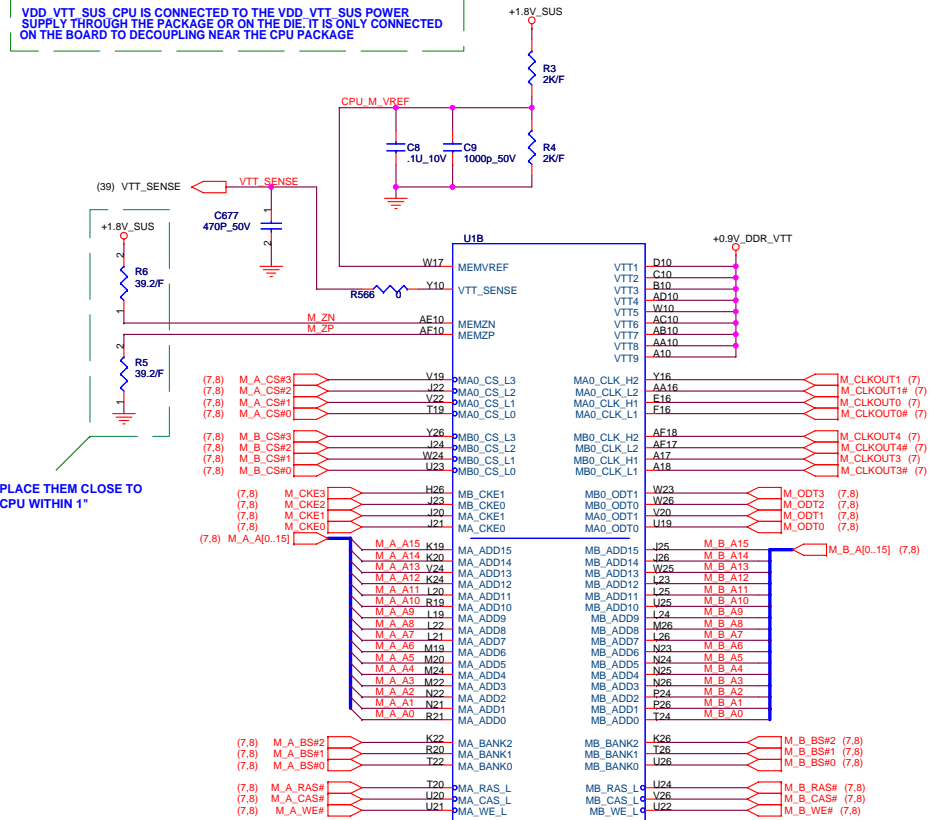 VDD_VTT_SUS_CPU IS CONNECTED TO THE VDD_VTT_SUS POWER
SUPPLY THROUGH THE PACKAGE OR ON THE DIE. IT IS ONLY CONNECTED
ON THE BOARD TO DECOUPLING NEAR THE CPU PACKAGE
+1.8V_SUS
R3
2K/F
CPU_M_VREF
C8
.1U_10V
C9
1000p_50V
R4
2K/F
(39) VTT_SENSE
VTT_SENSE
C677
470P_50V
1
2
+1.8V_SUS
2
R6
39.2/F
1
2
R5
39.2/F
1
PLACE THEM CLOSE TO
CPU WITHIN 1"
R566
0
M_ZN
M_ZP
U1B
+0.9V_DDR_VTT
W17 MEMVREF
Y10 VTT_SENSE
AE10 MEMZN
AF10 MEMZP
VTT1 D10
VTT2 C10
VTT3 B10
VTT4 AD10
VTT5 W10
VTT6 AC10
VTT7 AB10
VTT8 AA10
VTT9 A10
(7,8) M_A_CS#3 V19 MA0_CS_L3
(7,8) M_A_CS#2 J22 MA0_CS_L2
(7,8) M_A_CS#1 V22 MA0_CS_L1
(7,8) M_A_CS#0 T19 MA0_CS_L0
MA0_CLK_H2 Y16 M_CLKOUT1 (7)
MA0_CLK_L2 AA16 M_CLKOUT1# (7)
MA0_CLK_H1 E16 M_CLKOUT0 (7)
MA0_CLK_L1 F16 M_CLKOUT0# (7)
(7,8) M_B_CS#3 Y26 MB0_CS_L3
(7,8) M_B_CS#2 J24 MB0_CS_L2
(7,8) M_B_CS#1 W24 MB0_CS_L1
(7,8) M_B_CS#0 U23 MB0_CS_L0
MB0_CLK_H2 AF18 M_CLKOUT4 (7)
MB0_CLK_L2 AF17 M_CLKOUT4# (7)
MB0_CLK_H1 A17 M_CLKOUT3 (7)
MB0_CLK_L1 A18 M_CLKOUT3# (7)
(7,8) M_CKE3 H26 MB_CKE1
(7,8) M_CKE2 J23 MB_CKE0
(7,8) M_CKE1 J20 MA_CKE1
(7,8) M_CKE0 J21 MA_CKE0
MB0_ODT1 W23 M_ODT3 (7,8)
MB0_ODT0 W26 M_ODT2 (7,8)
MA0_ODT1 V20 M_ODT1 (7,8)
MA0_ODT0 U19 M_ODT0 (7,8)
(7,8) M_A_A[0..15]
M_A_A15 K19 MA_ADD15
M_A_A14 K20 MA_ADD14
M_A_A13 V24 MA_ADD13
M_A_A12 K24 MA_ADD12
M_A_A11 L20 MA_ADD11
M_A_A10 R19 MA_ADD10
M_A_A9 L19 MA_ADD9
M_A_A8 L22 MA_ADD8
M_A_A7 L21 MA_ADD7
M_A_A6 M19 MA_ADD6
M_A_A5 M20 MA_ADD5
M_A_A4 M24 MA_ADD4
M_A_A3 M22 MA_ADD3
M_A_A2 N22 MA_ADD2
M_A_A1 N21 MA_ADD1
M_A_A0 R21 MA_ADD0
M_B_A[0..15] (7,8)
MB_ADD15 J25 M_B_A15
MB_ADD14 J26 M_B_A14
MB_ADD13 W25 M_B_A13
MB_ADD12 L23 M_B_A12
MB_ADD11 L25 M_B_A11
MB_ADD10 U25 M_B_A10
MB_ADD9 L24 M_B_A9
MB_ADD8 M26 M_B_A8
MB_ADD7 L26 M_B_A7
MB_ADD6 N23 M_B_A6
MB_ADD5 N24 M_B_A5
MB_ADD4 N25 M_B_A4
MB_ADD3 N26 M_B_A3
MB_ADD2 P24 M_B_A2
MB_ADD1 P26 M_B_A1
MB_ADD0 T24 M_B_A0
(7,8) M_A_BS#2 K22 MA_BANK2
(7,8) M_A_BS#1 R20 MA_BANK1
(7,8) M_A_BS#0 T22 MA_BANK0
MB_BANK2 K26 M_B_BS#2 (7,8)
MB_BANK1 T26 M_B_BS#1 (7,8)
MB_BANK0 U26 M_B_BS#0 (7,8)
(7,8) M_A_RAS# T20 MA_RAS_L
(7,8) M_A_CAS# U20 MA_CAS_L
(7,8) M_A_WE# U21 MA_WE_L
MB_RAS_L U24 M_B_RAS# (7,8)
MB_CAS_L V26 M_B_CAS# (7,8)
MB_WE_L U22 M_B_WE# (7,8)